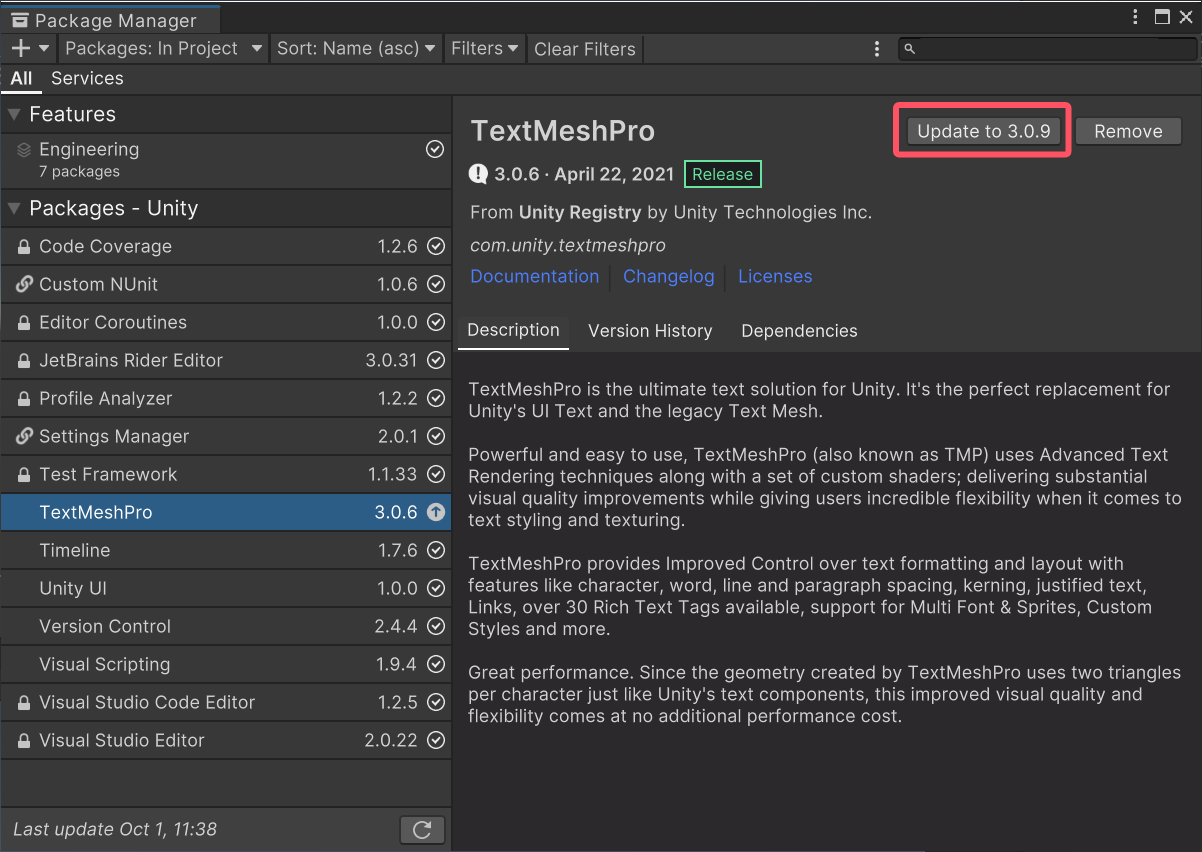 Package Manager
Packages: In Project Sort: Name (asc) Filters Clear Filters
All Services
Features
Engineering
7 packages
Packages - Unity
Code Coverage 1.2.6
Custom NUnit 1.0.6
Editor Coroutines 1.0.0
JetBrains Rider Editor 3.0.31
Profile Analyzer 1.2.2
Settings Manager 2.0.1
Test Framework 1.1.33
TextMeshPro 3.0.6
Timeline 1.7.6
Unity UI 1.0.0
Version Control 2.4.4
Visual Scripting 1.9.4
Visual Studio Code Editor 1.2.5
Visual Studio Editor 2.0.22
Last update Oct 1, 11:38
TextMeshPro
Update to 3.0.9 Remove
3.0.6 · April 22, 2021 Release
From Unity Registry by Unity Technologies Inc.
com.unity.textmeshpro
Documentation Changelog Licenses
Description Version History Dependencies
TextMeshPro is the ultimate text solution for Unity. It's the perfect replacement for
Unity's UI Text and the legacy Text Mesh.
Powerful and easy to use, TextMeshPro (also known as TMP) uses Advanced Text
Rendering techniques along with a set of custom shaders; delivering substantial
visual quality improvements while giving users incredible flexibility when it comes to
text styling and texturing.
TextMeshPro provides Improved Control over text formatting and layout with
features like character, word, line and paragraph spacing, kerning, justified text,
Links, over 30 Rich Text Tags available, support for Multi Font & Sprites, Custom
Styles and more.
Great performance. Since the geometry created by TextMeshPro uses two triangles
per character just like Unity's text components, this improved visual quality and
flexibility comes at no additional performance cost.